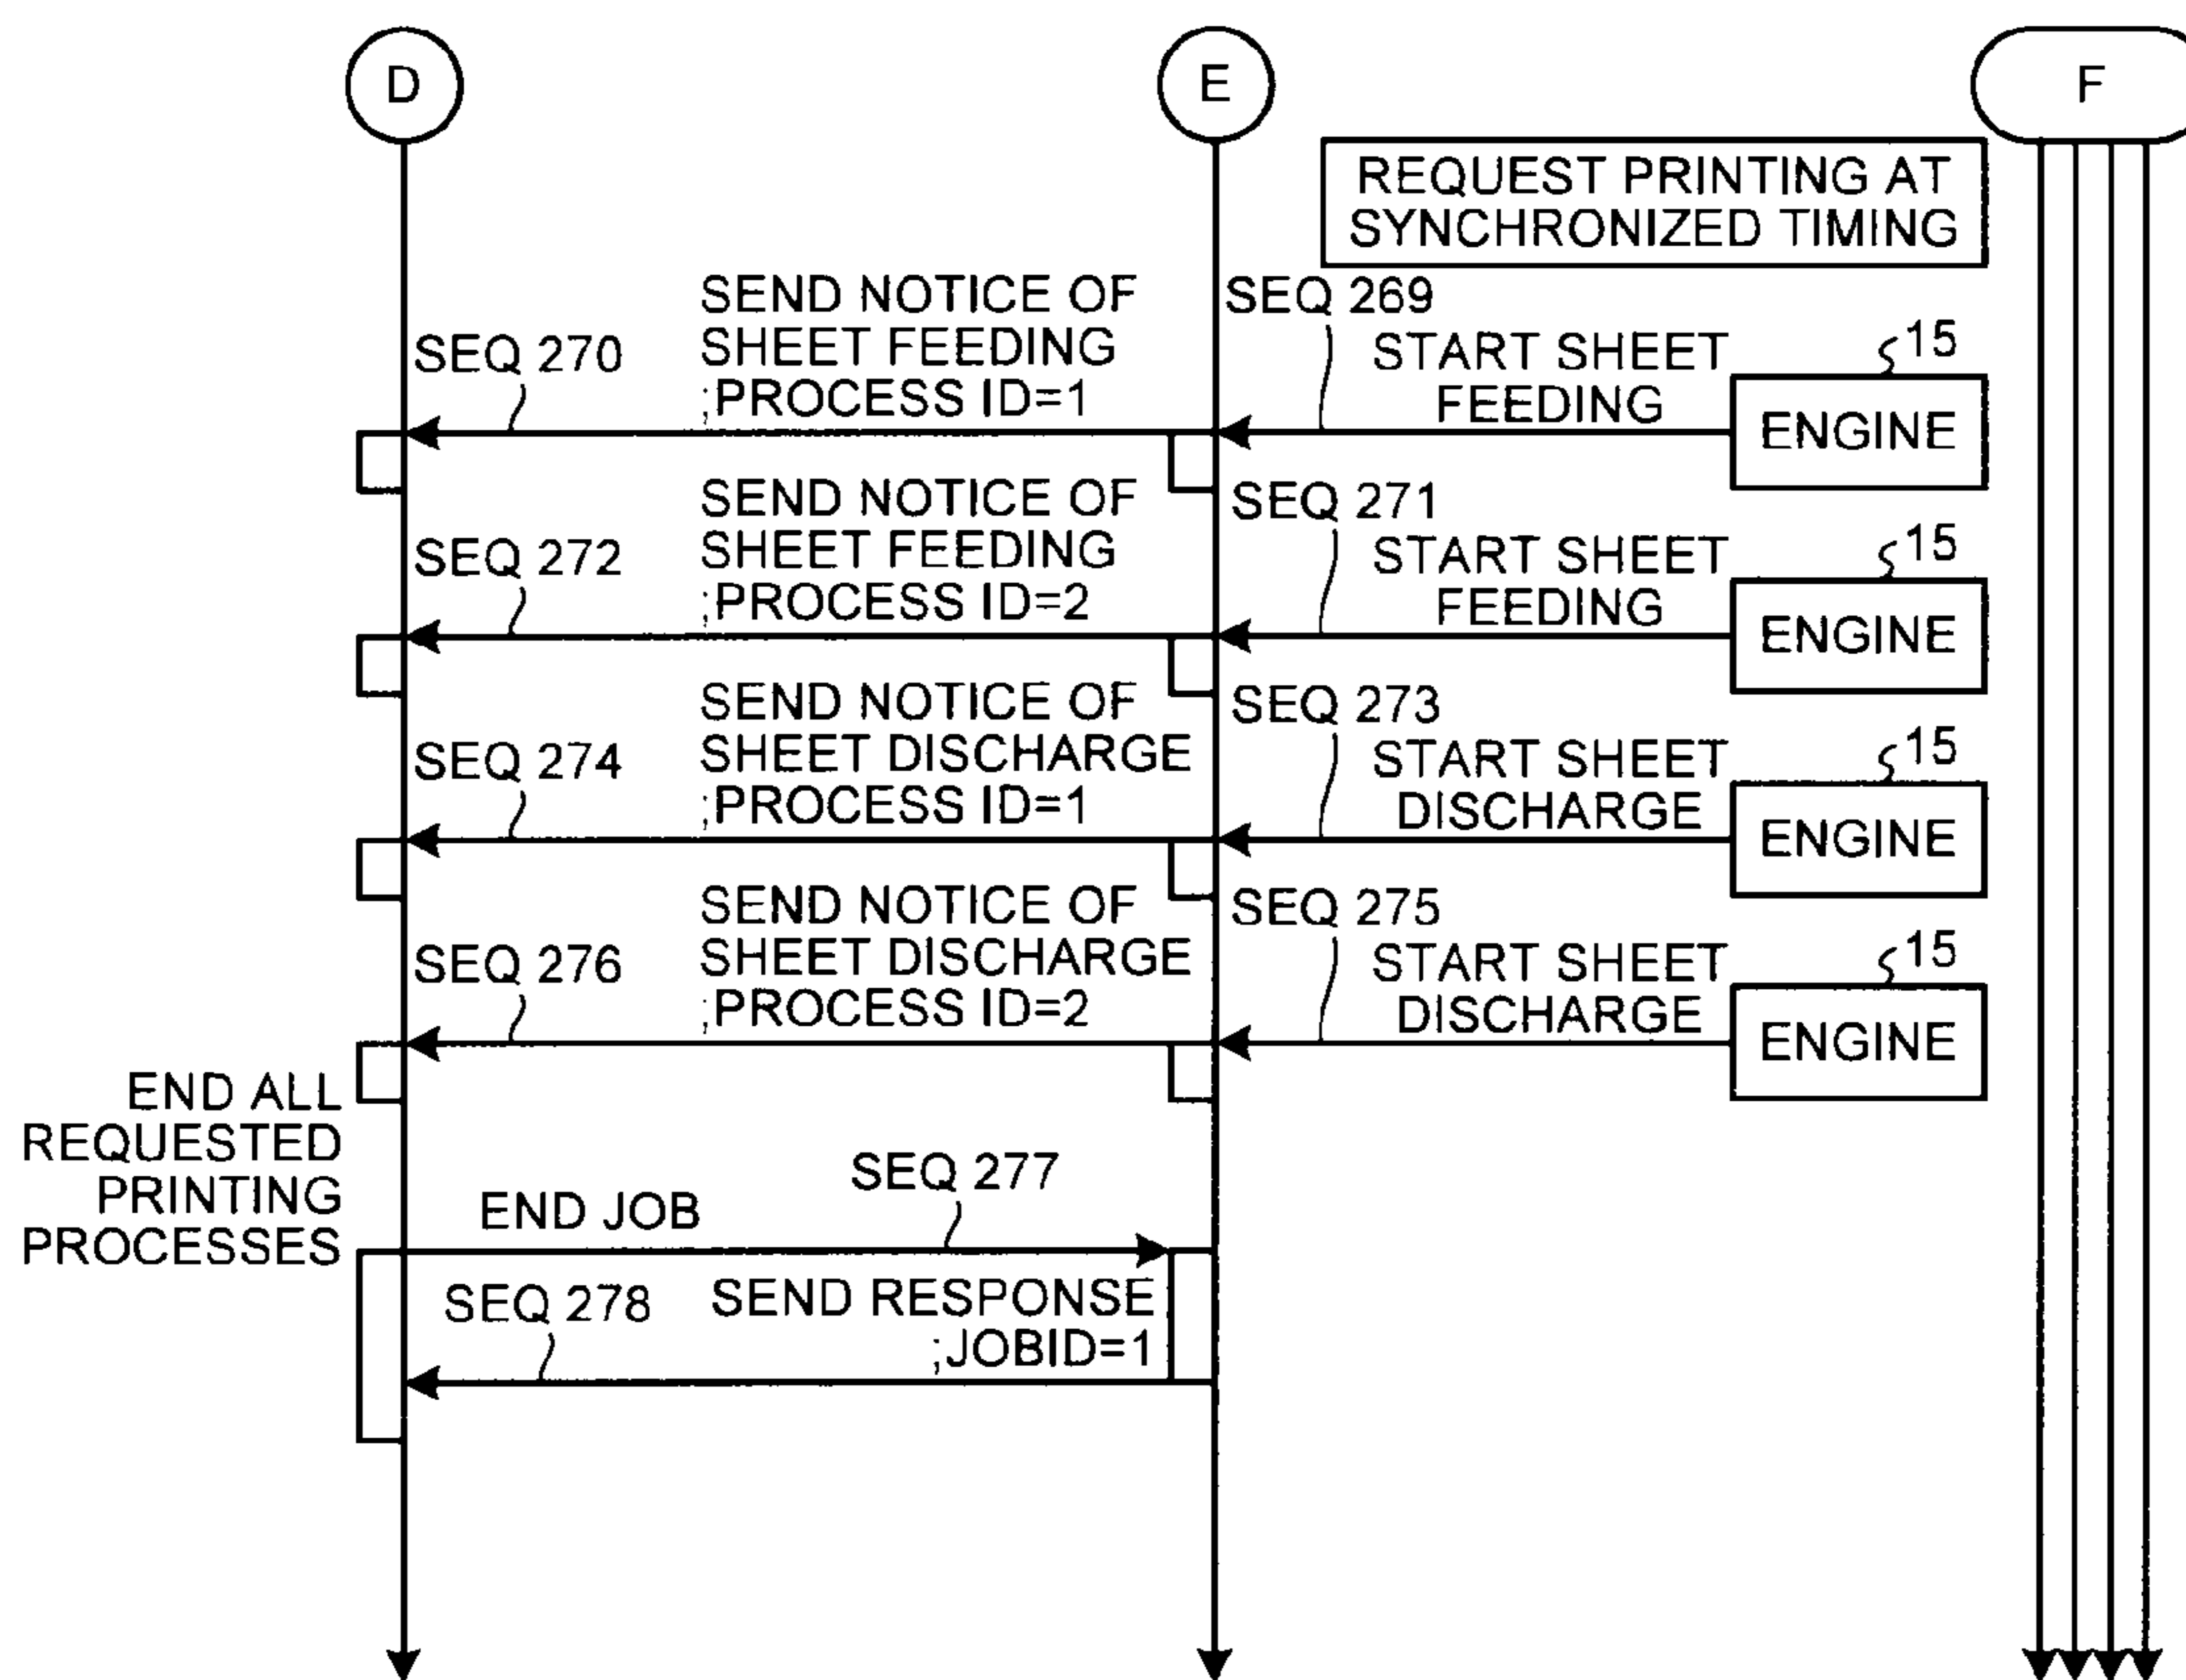 D
E
F
REQUEST PRINTING AT
SYNCHRONIZED TIMING
SEND NOTICE OF
SHEET FEEDING
;PROCESS ID=1
SEQ 269
SEQ 270
START SHEET
FEEDING
15
ENGINE
SEND NOTICE OF
SHEET FEEDING
;PROCESS ID=2
SEQ 271
SEQ 272
START SHEET
FEEDING
15
ENGINE
SEND NOTICE OF
SHEET DISCHARGE
;PROCESS ID=1
SEQ 273
SEQ 274
START SHEET
DISCHARGE
15
ENGINE
SEND NOTICE OF
SHEET DISCHARGE
;PROCESS ID=2
SEQ 275
SEQ 276
START SHEET
DISCHARGE
15
ENGINE
END ALL
REQUESTED
PRINTING
PROCESSES
END JOB
SEQ 277
SEQ 278
SEND RESPONSE
;JOBID=1